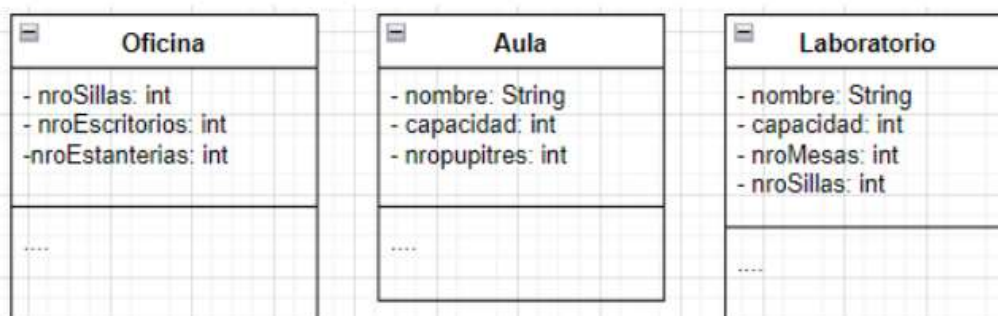 Oficina
- nroSillas: int
- nroEscritorios: int
-nroEstanterias: int
....
Aula
- nombre: String
- capacidad: int
- nropupitres: int
....
Laboratorio
- nombre: String
- capacidad: int
- nroMesas: int
- nroSillas: int
....